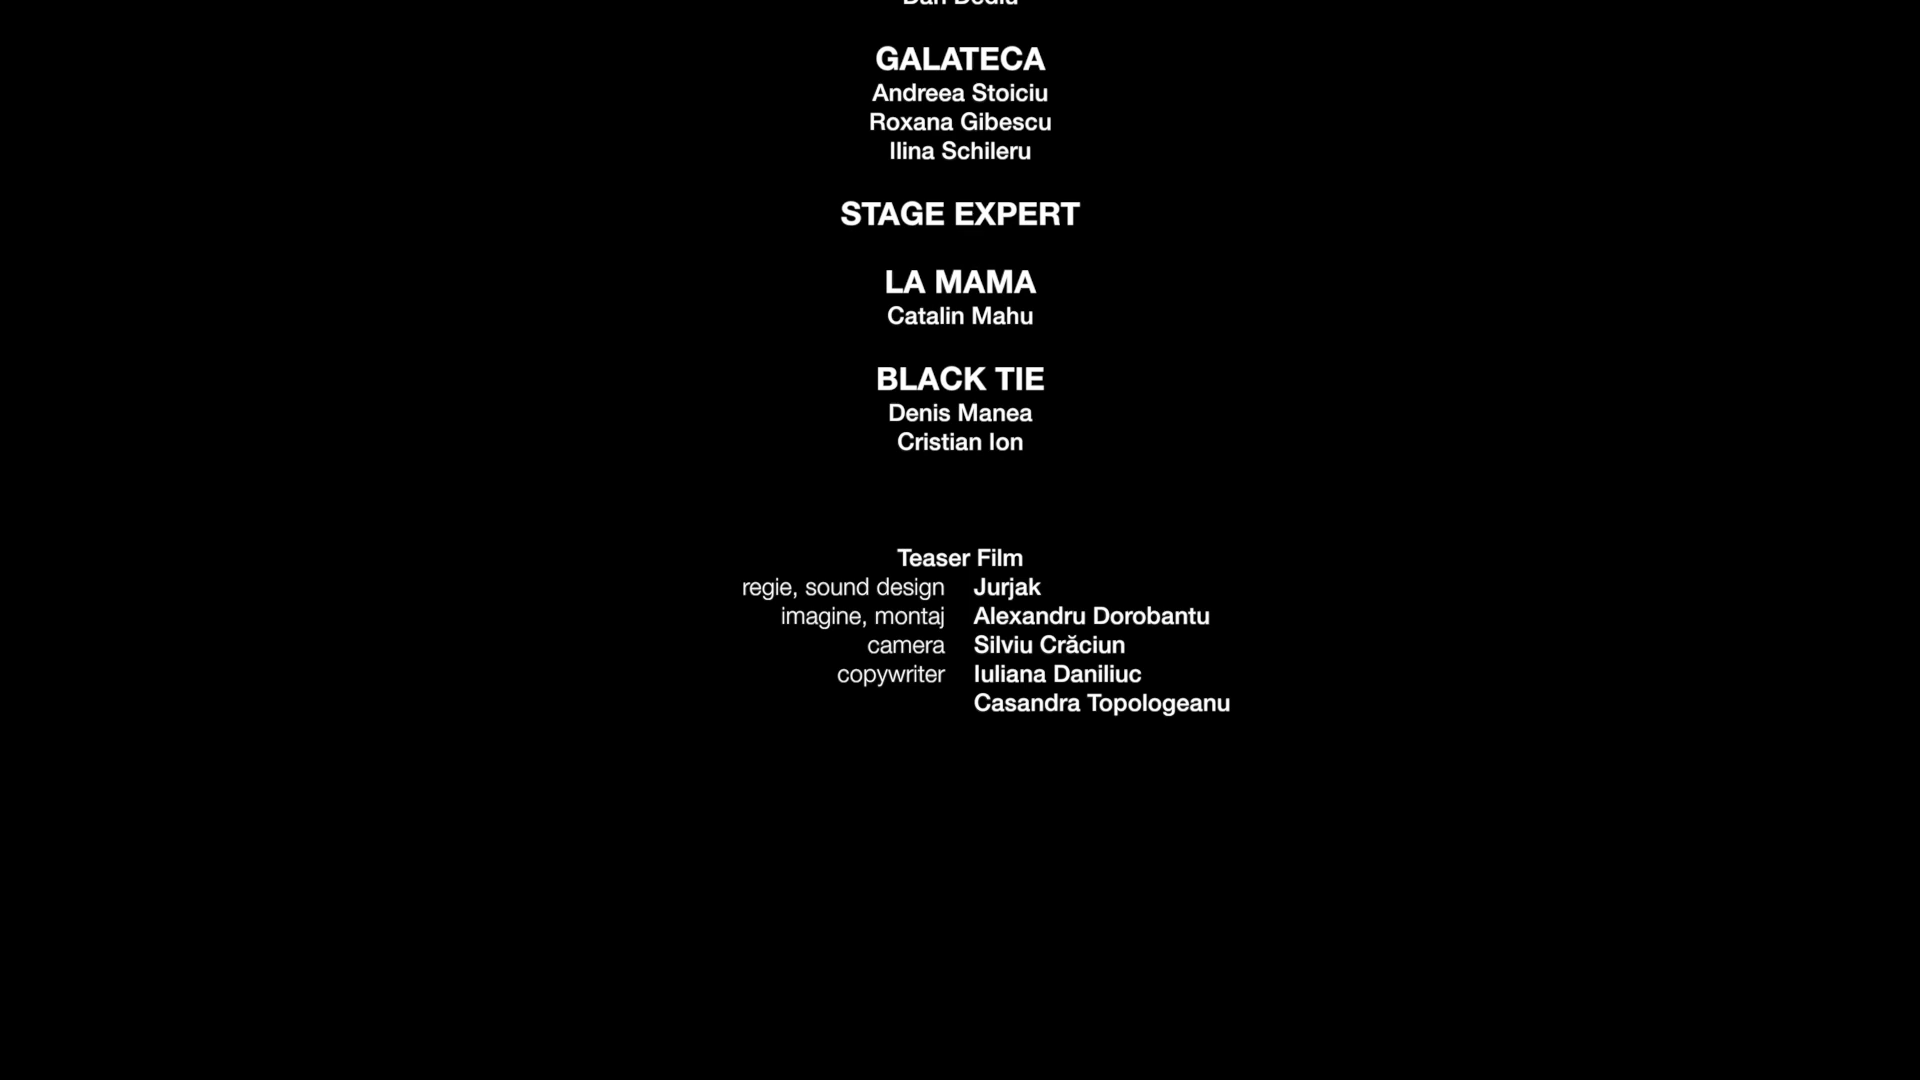 GALATECA
Andreea Stoiciu
Roxana Gibescu
Ilina Schileru
STAGE EXPERT
LA MAMA
Catalin Mahu
BLACK TIE
Denis Manea
Cristian Ion
Teaser Film
regie, sound design Jurjak
imagine, montaj Alexandru Dorobantu
camera Silviu Crăciun
copywriter Iuliana Daniliuc
Casandra Topologeanu